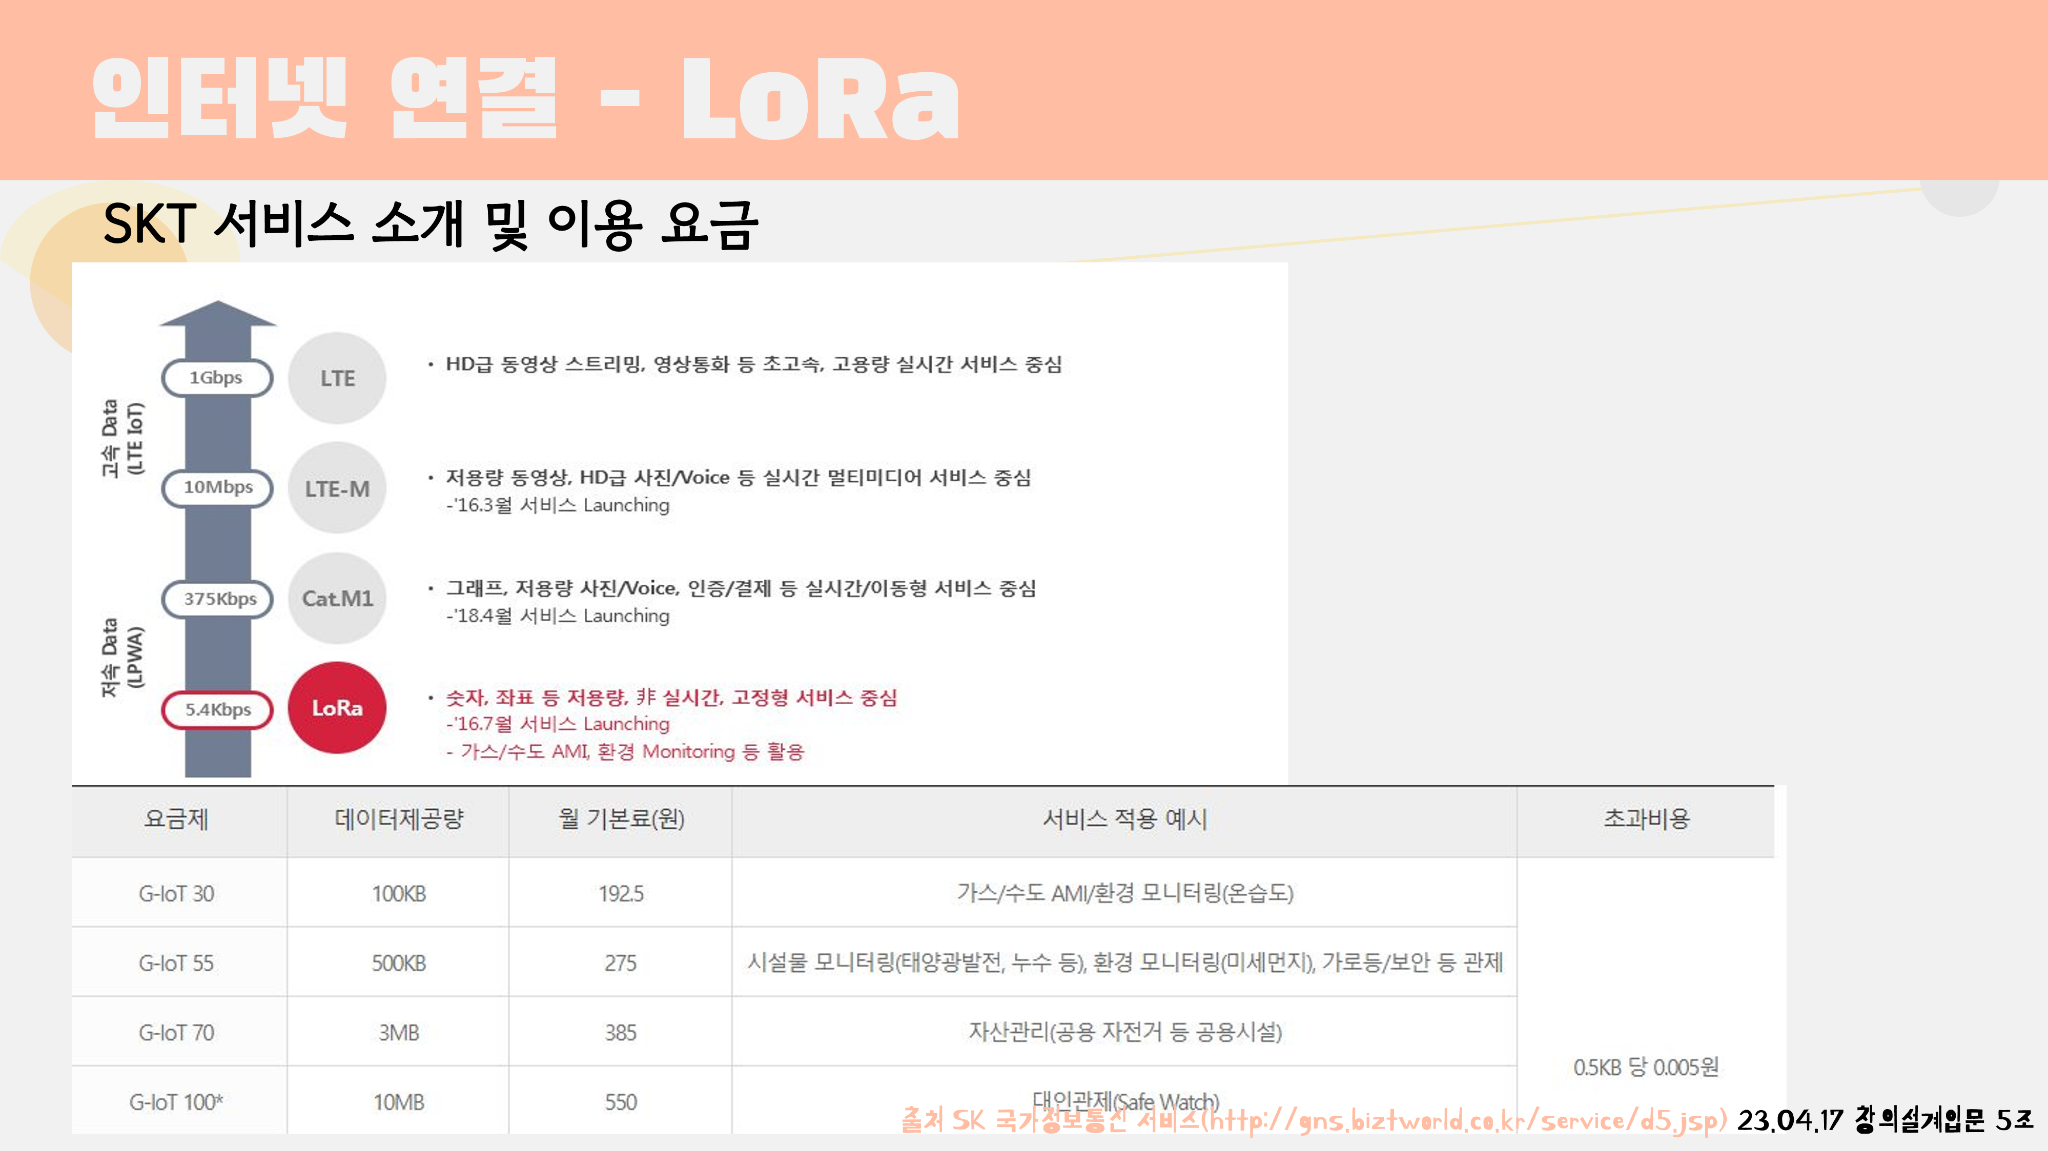 인터넷 연결 - LoRa
SKT 서비스 소개 및 이용 요금
고속 Data
(LTE IoT)
저속 Data
(LPWA)
1Gbps
LTE
• HD급 동영상 스트리밍, 영상통화 등 초고속, 고용량 실시간 서비스 중심
10Mbps
LTE-M
• 저용량 동영상, HD급 사진/Voice 등 실시간 멀티미디어 서비스 중심
-'16.3월 서비스 Launching
375Kbps
Cat.M1
• 그래프, 저용량 사진/Voice, 인증/결제 등 실시간/이동형 서비스 중심
-'18.4월 서비스 Launching
5.4Kbps
LoRa
• 숫자, 좌표 등 저용량, 非 실시간, 고정형 서비스 중심
-'16.7월 서비스 Launching
- 가스/수도 AMI, 환경 Monitoring 등 활용
요금제 데이터제공량 월 기본료(원) 서비스 적용 예시 초과비용
G-IoT 30 100KB 192.5 가스/수도 AMI/환경 모니터링(온습도)
G-IoT 55 500KB 275 시설물 모니터링(태양광발전, 누수 등), 환경 모니터링(미세먼지), 가로등/보안 등 관제
G-IoT 70 3MB 385 자산관리(공용 자전거 등 공용시설)
0.5KB 당 0.005원
G-IoT 100* 10MB 550 대인관제(Safe Watch)
출처 SK 국가정보통신 서비스(http://gns.biztworld.co.kr/service/d5.jsp) 23.04.17 창의설계입문 5조